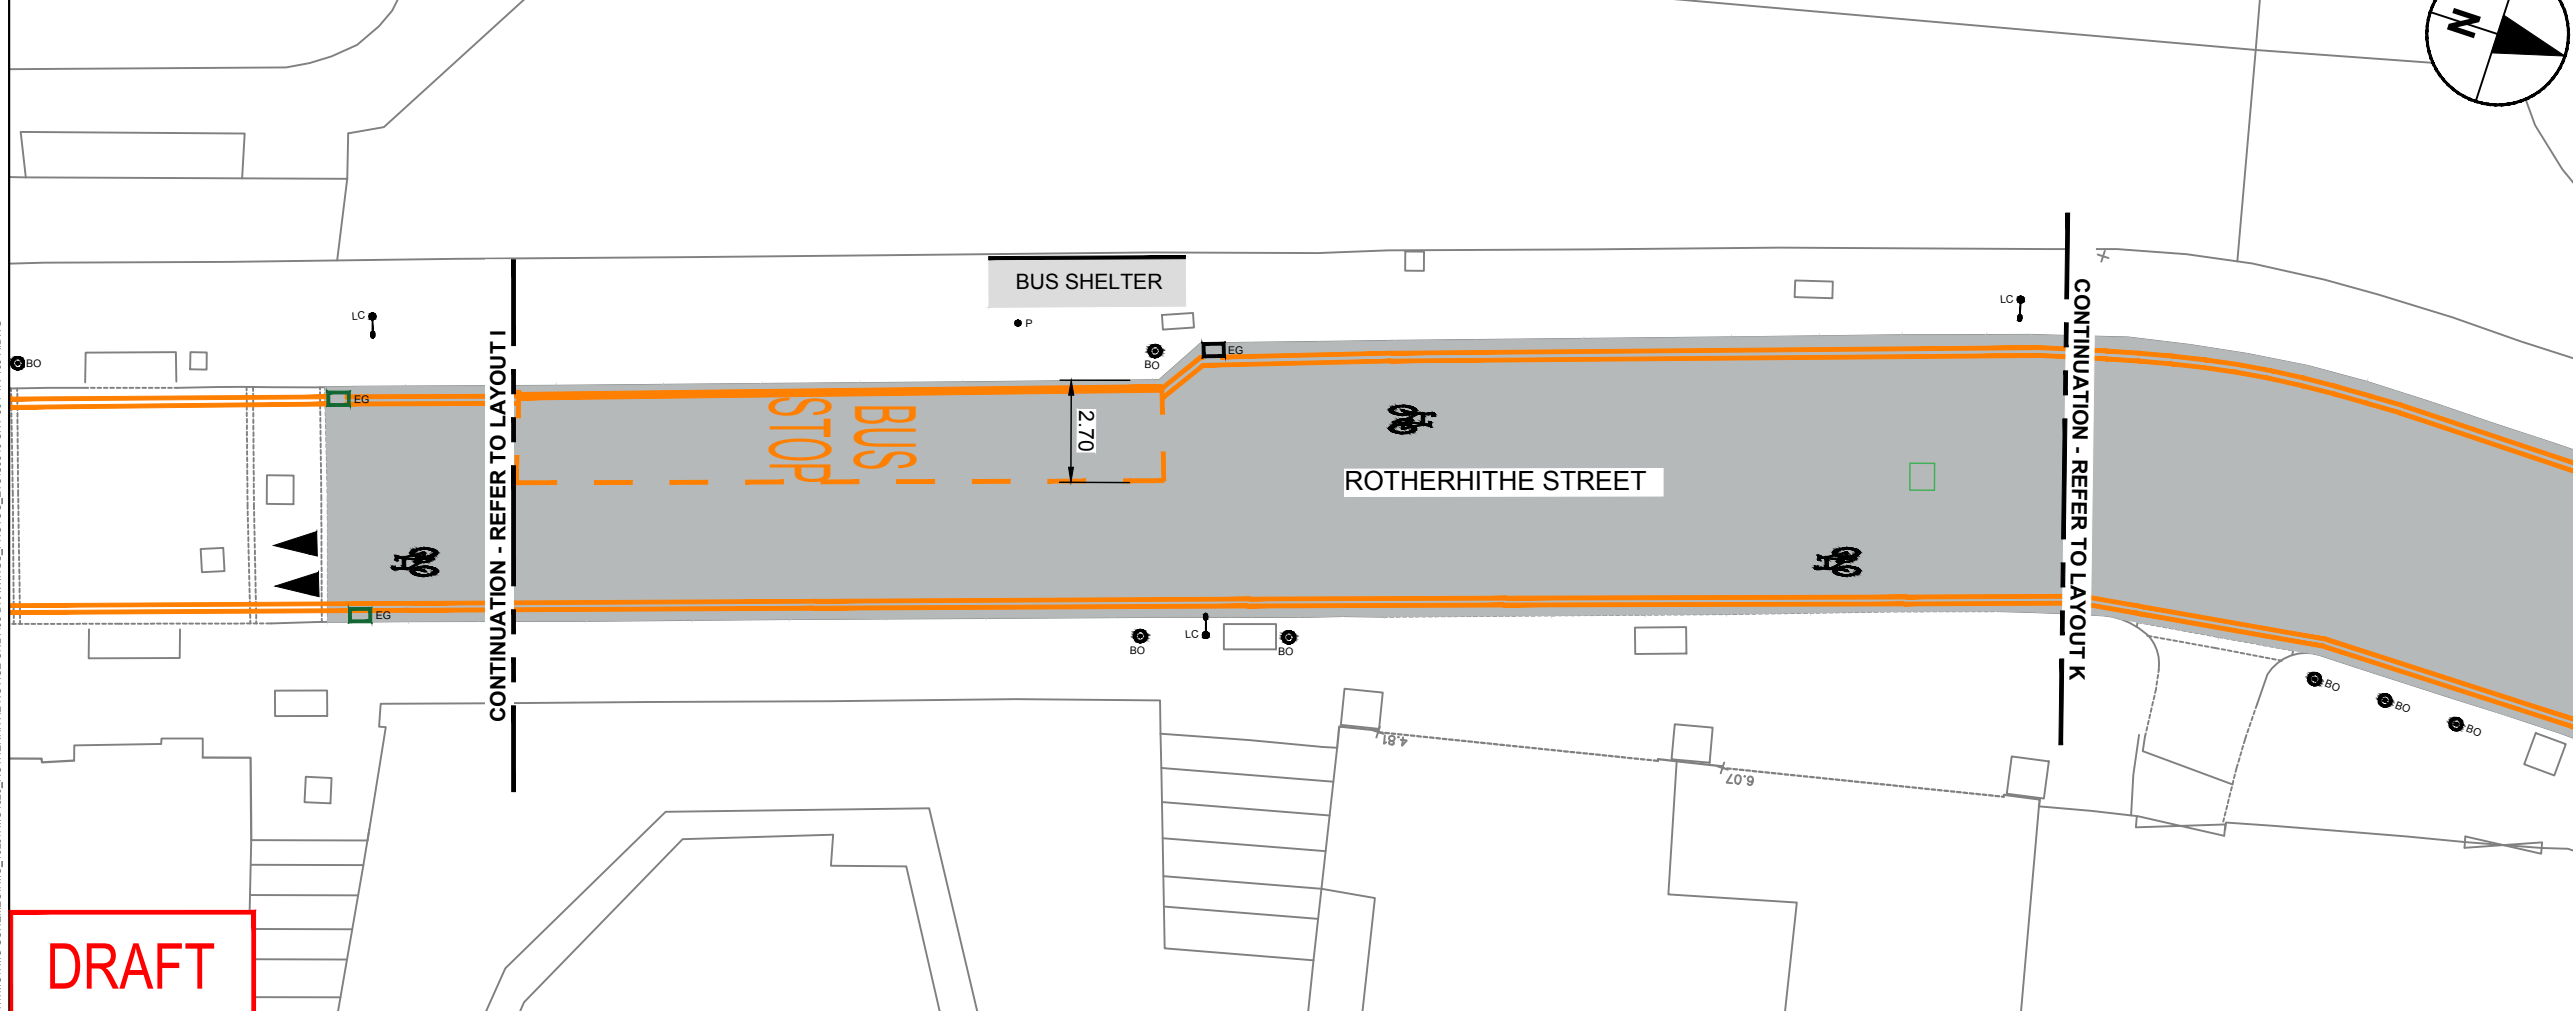 N
BUS SHELTER
P
LC
LC
BO
BO
EG
EG
CONTINUATION - REFER TO LAYOUT I
CONTINUATION - REFER TO LAYOUT K
BUS
STOP
2.70
ROTHERHITHE STREET
EG
BO
LC
BO
BO
BO
BO
4.81
6.07
DRAFT